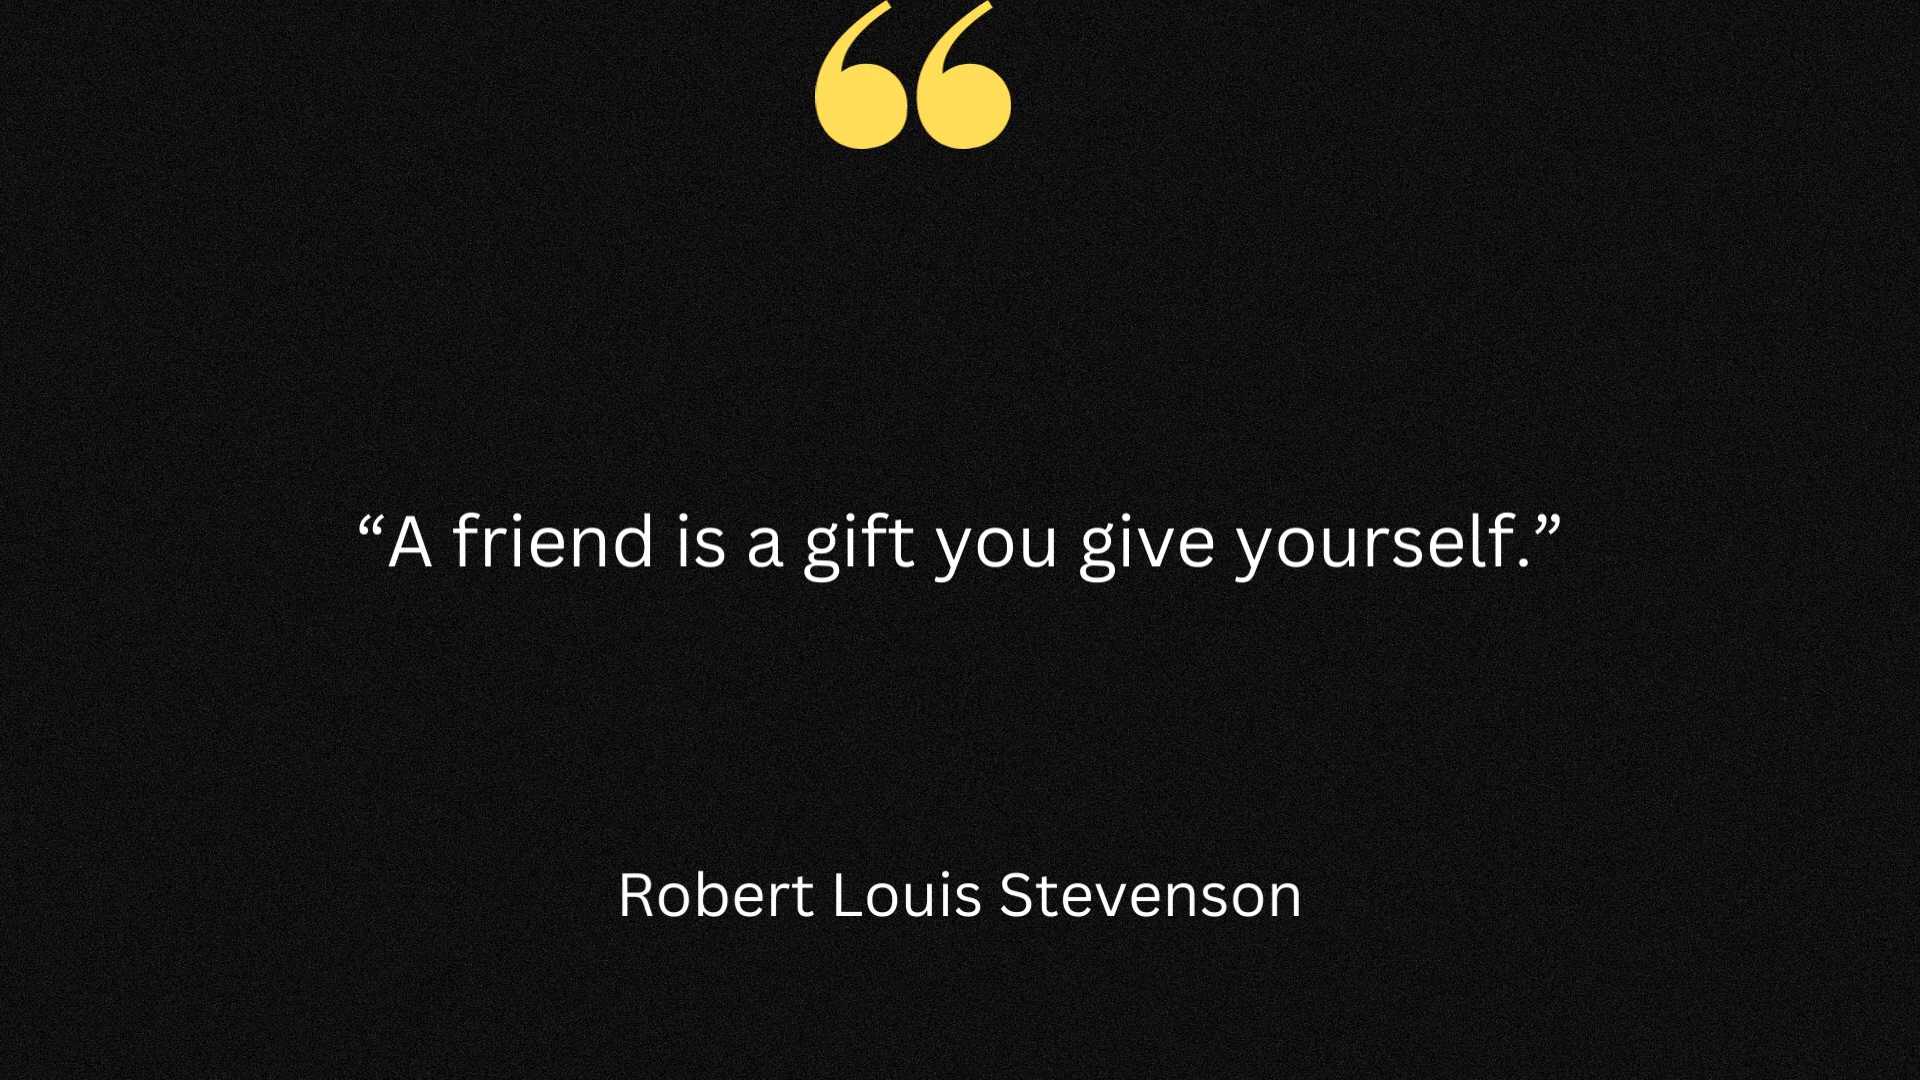 “
“A friend is a gift you give yourself.”
Robert Louis Stevenson